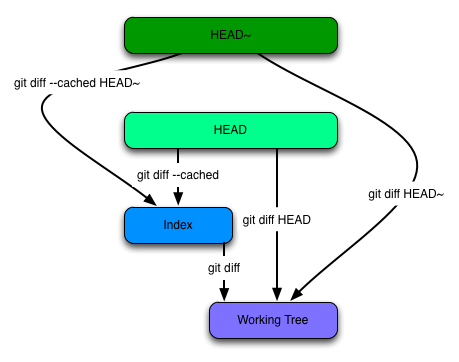 HEAD~
git diff --cached HEAD~
HEAD
git diff --cached
git diff HEAD~
Index
git diff HEAD
git diff
Working Tree